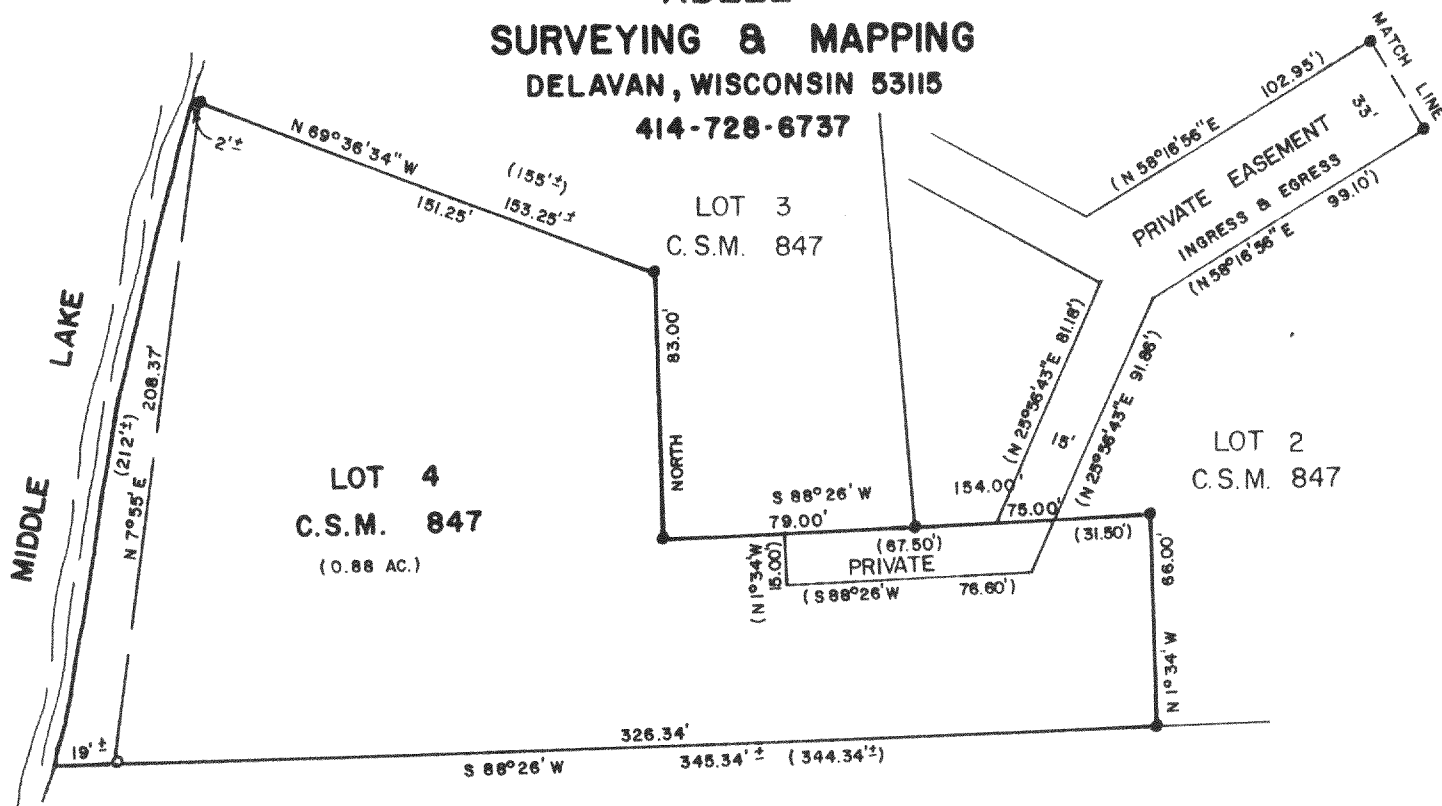 SURVEYING & MAPPING
DELAVAN, WISCONSIN 53115
414-728-6737
MATCH LINE
102.95')
(N 58°16'56"E
33'
PRIVATE EASEMENT
INGRESS & EGRESS
99.10')
(N 58°16'56"E
2'±
N 69°36'34"W
(155'±)
151.25'
153.25'±
LOT 3
C.S.M. 847
83.00'
NORTH
MIDDLE LAKE
208.37'
(212'±)
N 7°55'E
LOT 4
C.S.M. 847
(0.88 AC.)
(N 25°56'43"E 81.18')
15'
(N 25°56'43"E 91.86')
LOT 2
C.S.M. 847
S 88°26'W
154.00'
79.00'
75.00'
(67.50')
(31.50')
PRIVATE
(N 1°34'W
15.00')
(S 88°26'W 76.60')
66.00'
N 1°34'W
326.34'
19'±
S 88°26'W
345.34'± (344.34'±)